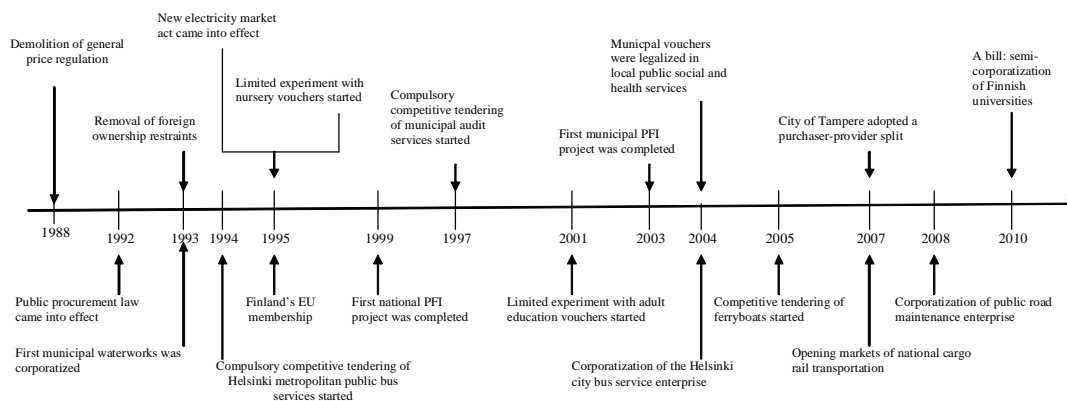 New electricity market
act came into effect
Demolition of general
price regulation
Limited experiment with
nursery vouchers started
Removal of foreign
ownership restraints
Compulsory
competitive tendering
of municipal audit
services started
First municipal PFI
project was completed
Municpal vouchers
were legalized in
local public social and
health services
City of Tampere adopted a
purchaser-provider split
A bill: semi-
corporatization
of Finnish
universities
1988
1992
1993
1994
1995
1999
1997
2001
2003
2004
2005
2007
2008
2010
Public procurement law
came into effect
First municipal waterworks was
corporatized
Compulsory competitive tendering of
Helsinki metropolitan public bus
services started
Finland's EU
membership
First national PFI
project was completed
Limited experiment with adult
education vouchers started
Corporatization of the Helsinki
city bus service enterprise
Competitive tendering of
ferryboats started
Opening markets of national cargo
rail transportation
Corporatization of public road
maintenance enterprise